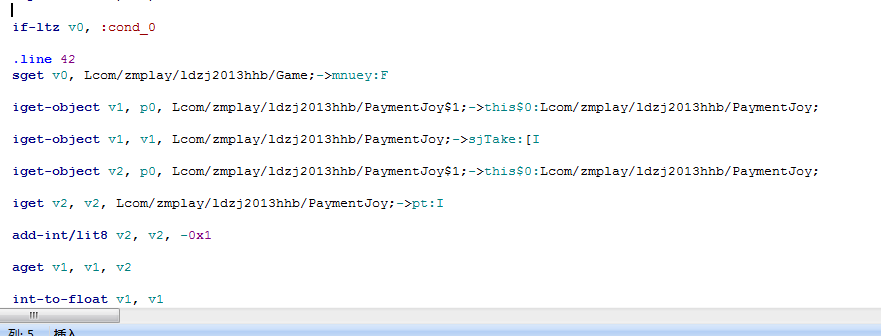 if-ltz v0, :cond_0
.line 42
sget v0, Lcom/zmplay/ldzj2013hhb/Game;->mnuey:F
iget-object v1, p0, Lcom/zmplay/ldzj2013hhb/PaymentJoy$1;->this$0:Lcom/zmplay/ldzj2013hhb/PaymentJoy;
iget-object v1, v1, Lcom/zmplay/ldzj2013hhb/PaymentJoy;->sjTake:[I
iget-object v2, p0, Lcom/zmplay/ldzj2013hhb/PaymentJoy$1;->this$0:Lcom/zmplay/ldzj2013hhb/PaymentJoy;
iget v2, v2, Lcom/zmplay/ldzj2013hhb/PaymentJoy;->pt:I
add-int/lit8 v2, v2, -0x1
aget v1, v1, v2
int-to-float v1, v1
列: 5 插入